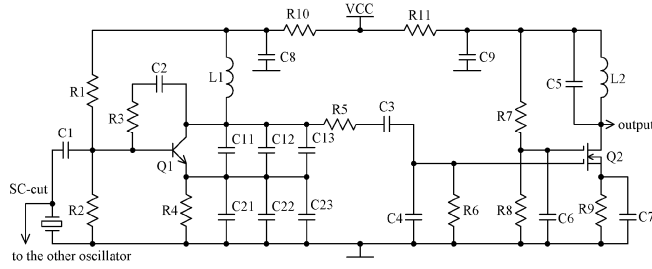 VCC
R10
R11
C8
C9
L1
C5
L2
R1
C2
R3
R7
output
C1
R5
C3
C11
C12
C13
Q1
Q2
SC-cut
R2
R4
C21
C22
C23
C4
R6
R8
C6
R9
C7
to the other oscillator